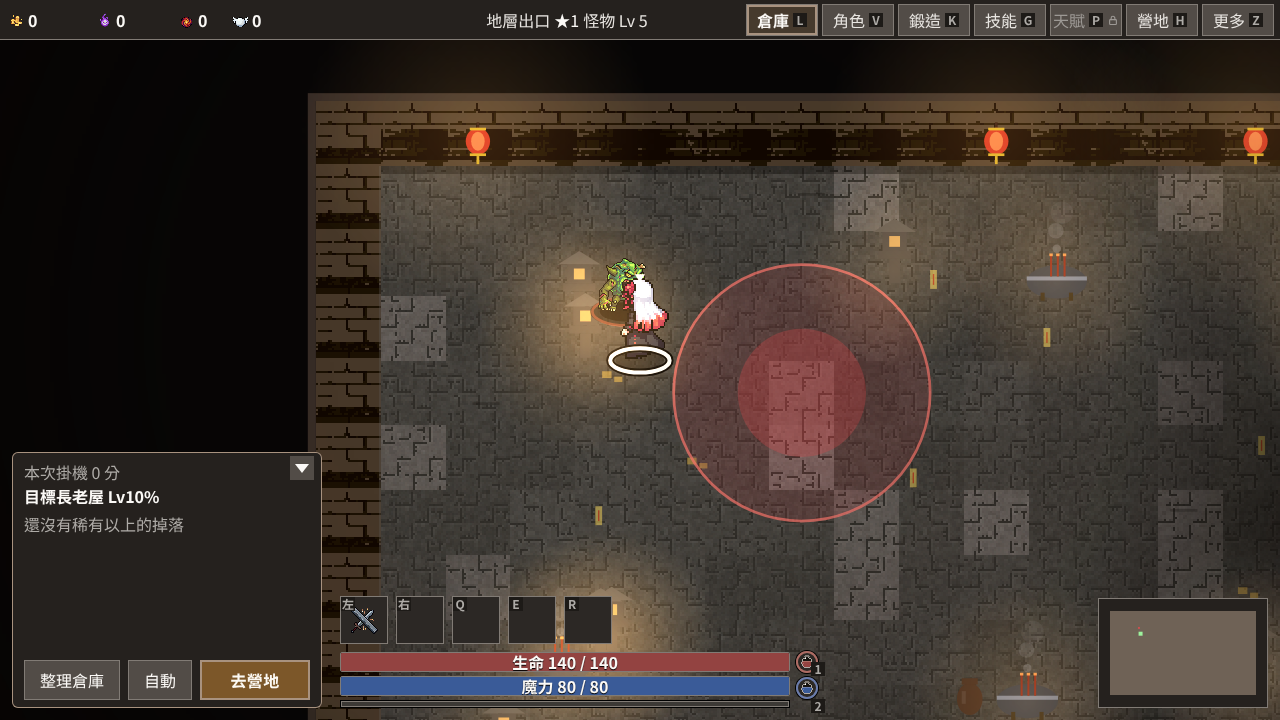 0 0 0 0 地層出口 ★1 怪物 Lv 5 倉庫 L 角色 V 鍛造 K 技能 G 天賦 P 營地 H 更多 Z
本次掛機 0 分
目標長老屋 Lv10%
還沒有稀有以上的掉落
整理倉庫 自動 去營地
左 右 Q E R
生命 140 / 140 1
魔力 80 / 80 2